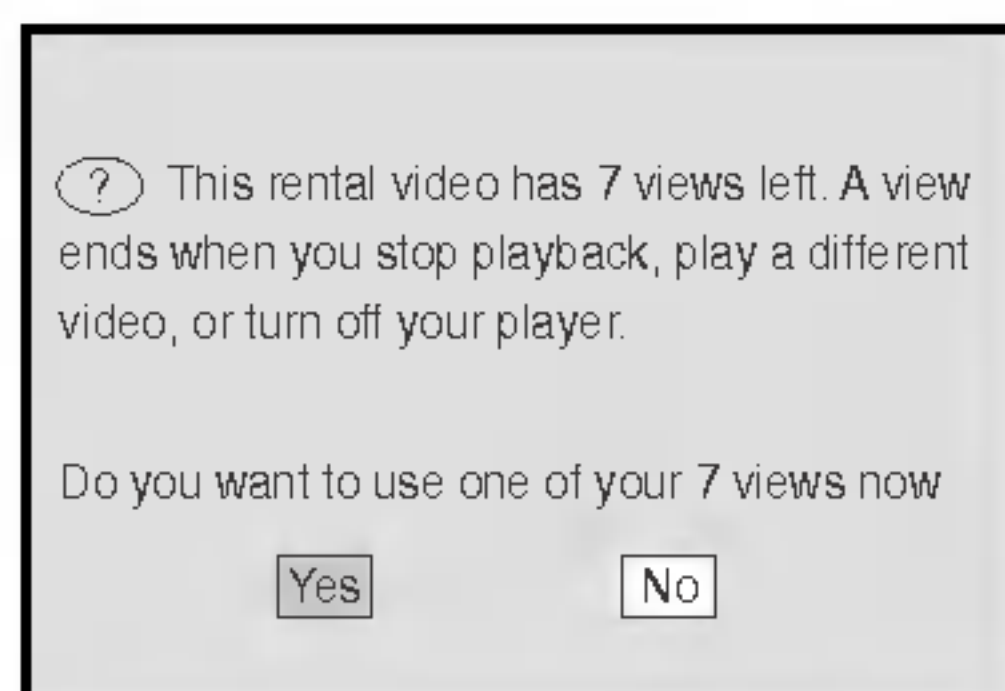 ? This rental video has 7 views left. A view
ends when you stop playback, play a different
video, or turn off your player.
Do you want to use one of your 7 views now
Yes No